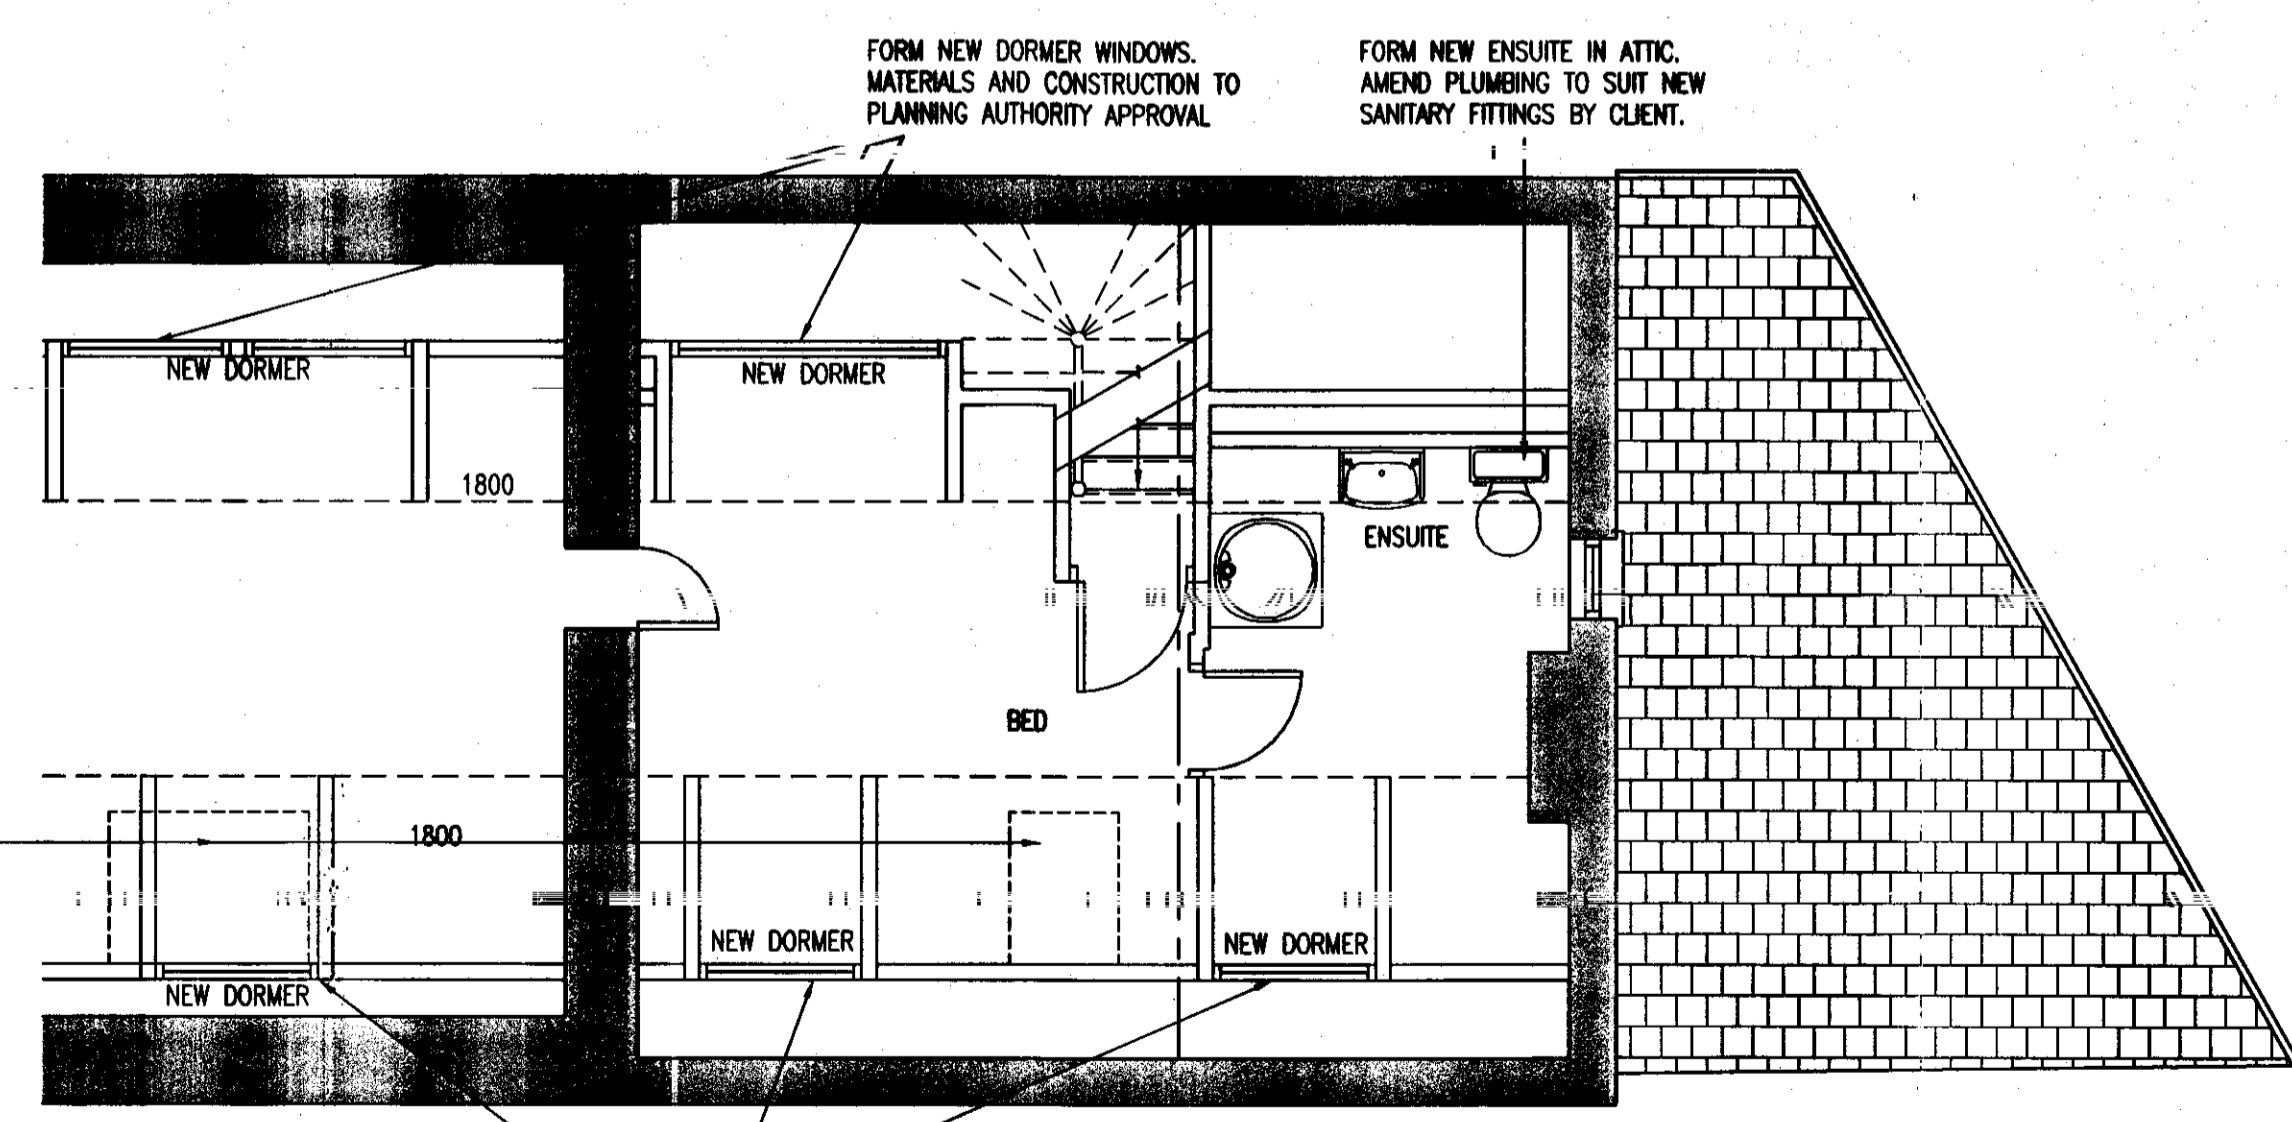 FORM NEW DORMER WINDOWS.
MATERIALS AND CONSTRUCTION TO
PLANNING AUTHORITY APPROVAL
FORM NEW ENSUITE IN ATTIC.
AMEND PLUMBING TO SUIT NEW
SANITARY FITTINGS BY CLIENT.
NEW DORMER
NEW DORMER
1800
ENSUITE
BED
1800
NEW DORMER
NEW DORMER
NEW DORMER